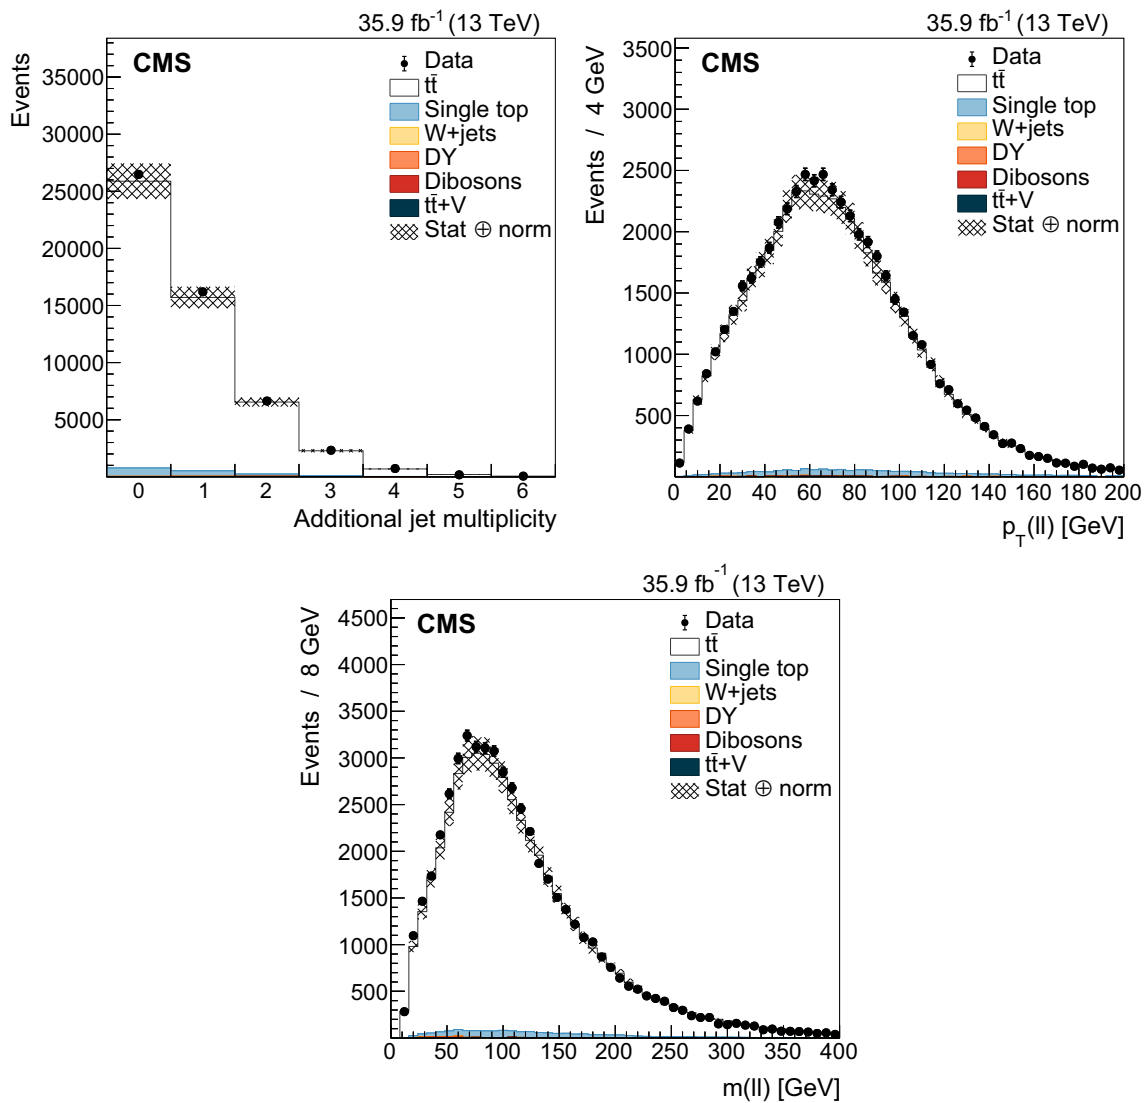 35.9 fb⁻¹ (13 TeV)
CMS
Events
35000
30000
25000
20000
15000
10000
5000
Data
tt̄
Single top
W+jets
DY
Dibosons
tt̄+V
Stat ⊕ norm
0 1 2 3 4 5 6
Additional jet multiplicity
35.9 fb⁻¹ (13 TeV)
CMS
Events / 4 GeV
3500
3000
2500
2000
1500
1000
500
Data
tt̄
Single top
W+jets
DY
Dibosons
tt̄+V
Stat ⊕ norm
0 20 40 60 80 100 120 140 160 180 200
p_T(ll) [GeV]
35.9 fb⁻¹ (13 TeV)
CMS
Events / 8 GeV
4500
4000
3500
3000
2500
2000
1500
1000
500
Data
tt̄
Single top
W+jets
DY
Dibosons
tt̄+V
Stat ⊕ norm
0 50 100 150 200 250 300 350 400
m(ll) [GeV]